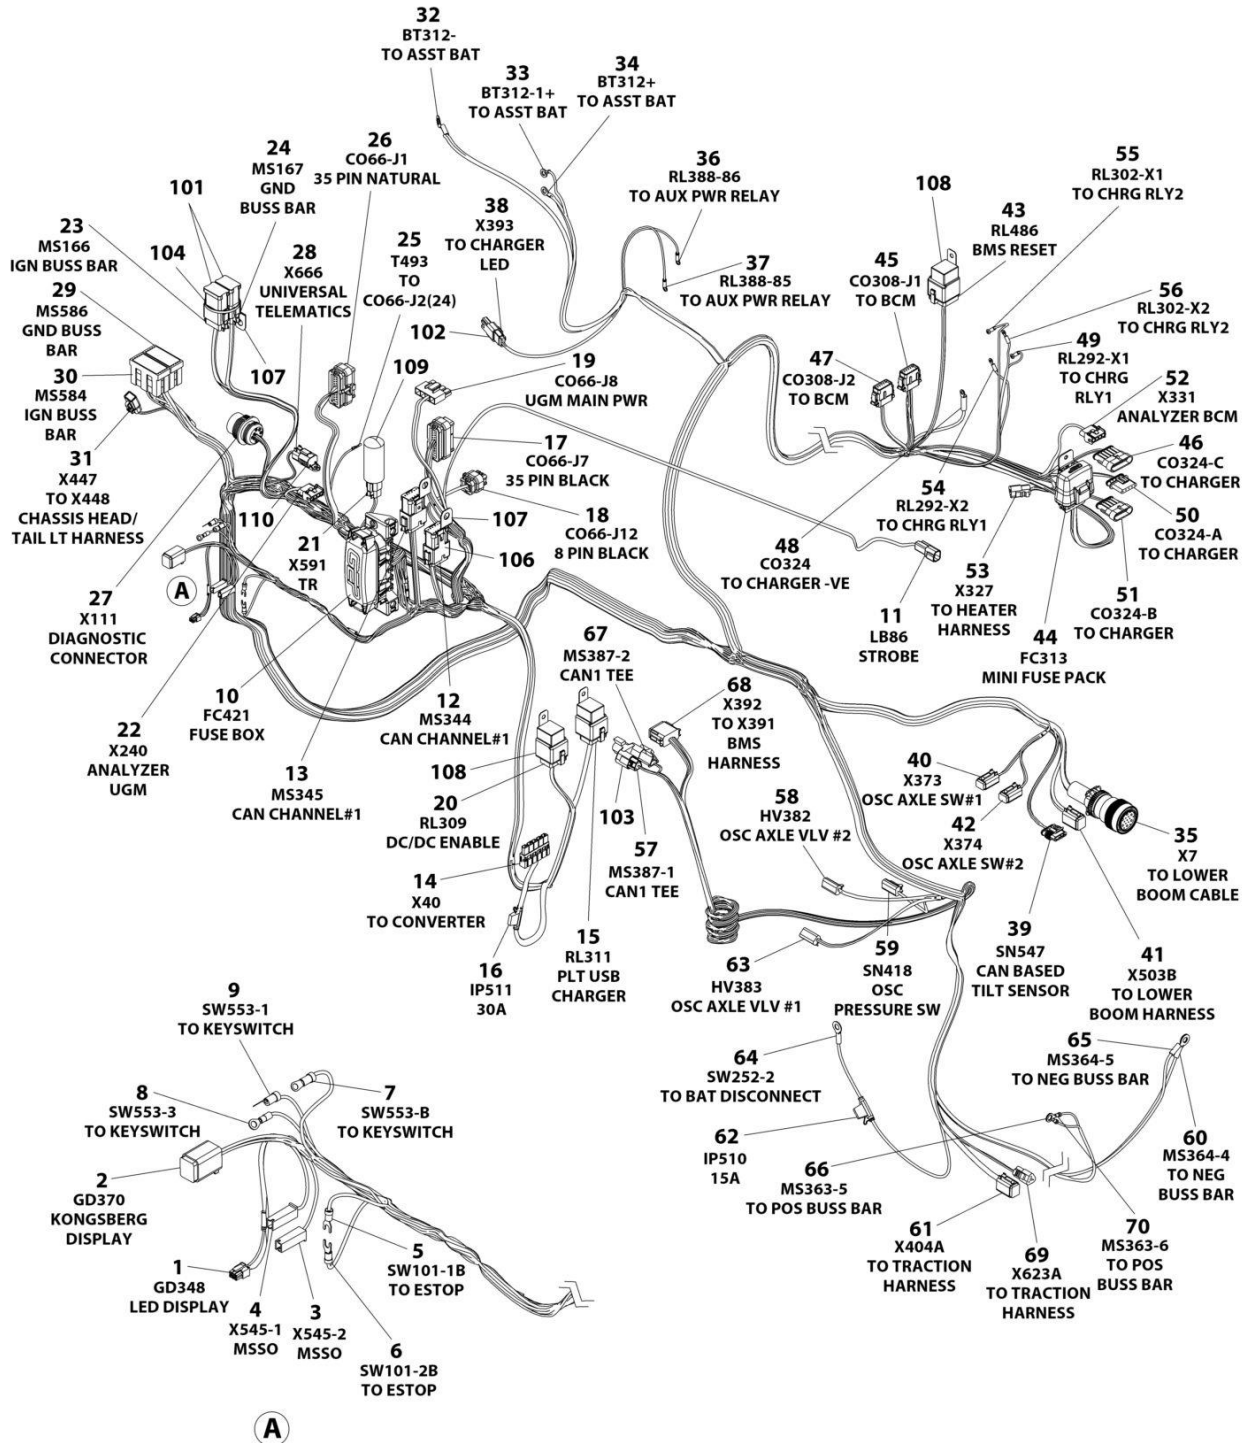 32
BT312-
TO ASST BAT
33
BT312-1+
TO ASST BAT
34
BT312+
TO ASST BAT
24
MS167
GND
BUSS BAR
26
CO66-J1
35 PIN NATURAL
36
RL388-86
TO AUX PWR RELAY
55
RL302-X1
TO CHRG RLY2
101
23
MS166
IGN BUSS BAR
104
28
X666
UNIVERSAL
TELEMATICS
25
T493
TO
CO66-J2(24)
38
X393
TO CHARGER
LED
108
43
RL486
BMS RESET
37
RL388-85
TO AUX PWR RELAY
45
CO308-J1
TO BCM
56
RL302-X2
TO CHRG RLY2
29
MS586
GND BUSS
BAR
30
MS584
IGN BUSS
BAR
107
102
109
19
CO66-J8
UGM MAIN PWR
47
CO308-J2
TO BCM
49
RL292-X1
TO CHRG
RLY1
52
X331
ANALYZER BCM
31
X447
TO X448
CHASSIS HEAD/
TAIL LT HARNESS
17
CO66-J7
35 PIN BLACK
46
CO324-C
TO CHARGER
110
21
X591
TR
18
CO66-J12
8 PIN BLACK
107
106
54
RL292-X2
TO CHRG RLY1
48
CO324
TO CHARGER -VE
50
CO324-A
TO CHARGER
A
27
X111
DIAGNOSTIC
CONNECTOR
11
LB86
STROBE
53
X327
TO HEATER
HARNESS
51
CO324-B
TO CHARGER
44
FC313
MINI FUSE PACK
67
MS387-2
CAN1 TEE
68
X392
TO X391
BMS
HARNESS
10
FC421
FUSE BOX
12
MS344
CAN CHANNEL#1
22
X240
ANALYZER
UGM
13
MS345
CAN CHANNEL#1
108
20
RL309
DC/DC ENABLE
103
57
MS387-1
CAN1 TEE
40
X373
OSC AXLE SW#1
42
X374
OSC AXLE SW#2
58
HV382
OSC AXLE VLV #2
35
X7
TO LOWER
BOOM CABLE
14
X40
TO CONVERTER
15
RL311
PLT USB
CHARGER
16
IP511
30A
63
HV383
OSC AXLE VLV #1
59
SN418
OSC
PRESSURE SW
39
SN547
CAN BASED
TILT SENSOR
41
X503B
TO LOWER
BOOM HARNESS
9
SW553-1
TO KEYSWITCH
8
SW553-3
TO KEYSWITCH
7
SW553-B
TO KEYSWITCH
64
SW252-2
TO BAT DISCONNECT
65
MS364-5
TO NEG BUSS BAR
62
IP510
15A
66
MS363-5
TO POS BUSS BAR
60
MS364-4
TO NEG
BUSS BAR
2
GD370
KONGSBERG
DISPLAY
61
X404A
TO TRACTION
HARNESS
69
X623A
TO TRACTION
HARNESS
70
MS363-6
TO POS
BUSS BAR
1
GD348
LED DISPLAY
4
X545-1
MSSO
3
X545-2
MSSO
5
SW101-1B
TO ESTOP
6
SW101-2B
TO ESTOP
A